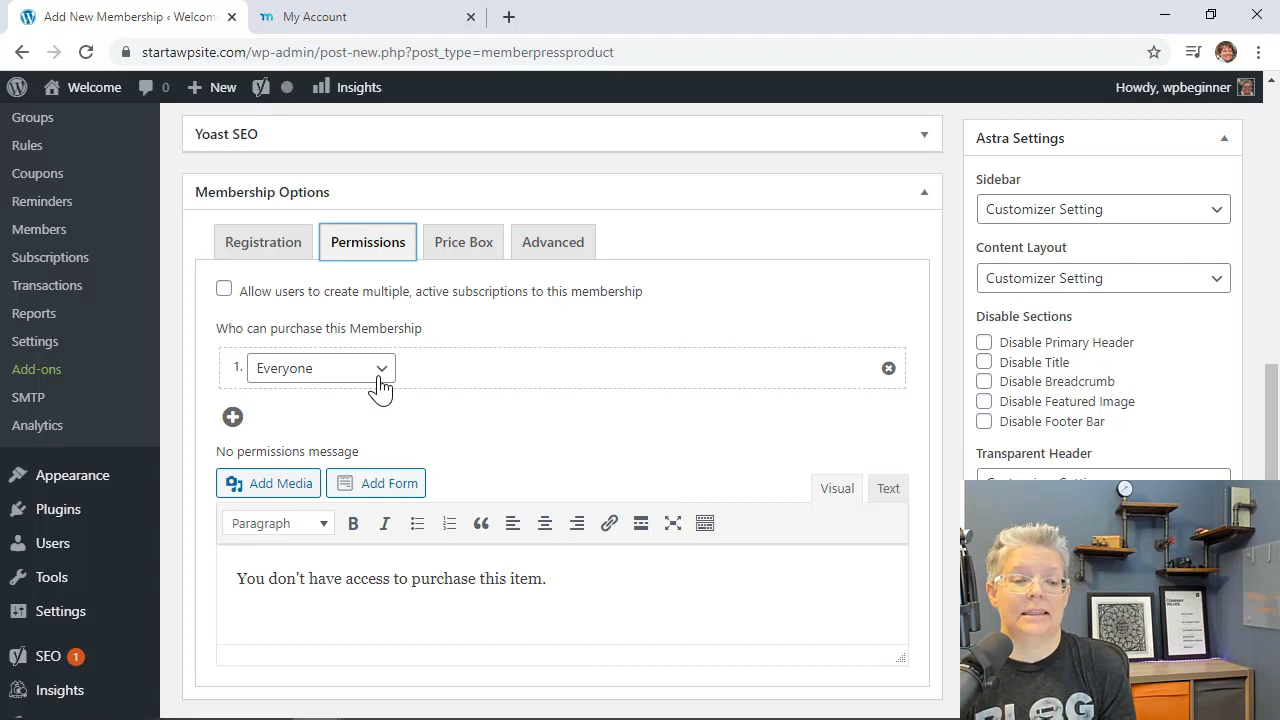 Add New Membership ‹ Welcom
My Account
startawpsite.com/wp-admin/post-new.php?post_type=memberpressproduct
Welcome
0
New
Insights
Howdy, wpbeginner
Groups
Rules
Coupons
Reminders
Members
Subscriptions
Transactions
Reports
Settings
Add-ons
SMTP
Analytics
Appearance
Plugins
Users
Tools
Settings
SEO 1
Insights
Yoast SEO
Membership Options
Registration
Permissions
Price Box
Advanced
Allow users to create multiple, active subscriptions to this membership
Who can purchase this Membership
1. Everyone
No permissions message
Add Media
Add Form
Visual
Text
Paragraph
B
I
You don't have access to purchase this item.
Astra Settings
Sidebar
Customizer Setting
Content Layout
Customizer Setting
Disable Sections
Disable Primary Header
Disable Title
Disable Breadcrumb
Disable Featured Image
Disable Footer Bar
Transparent Header
COMPANY
VALUES